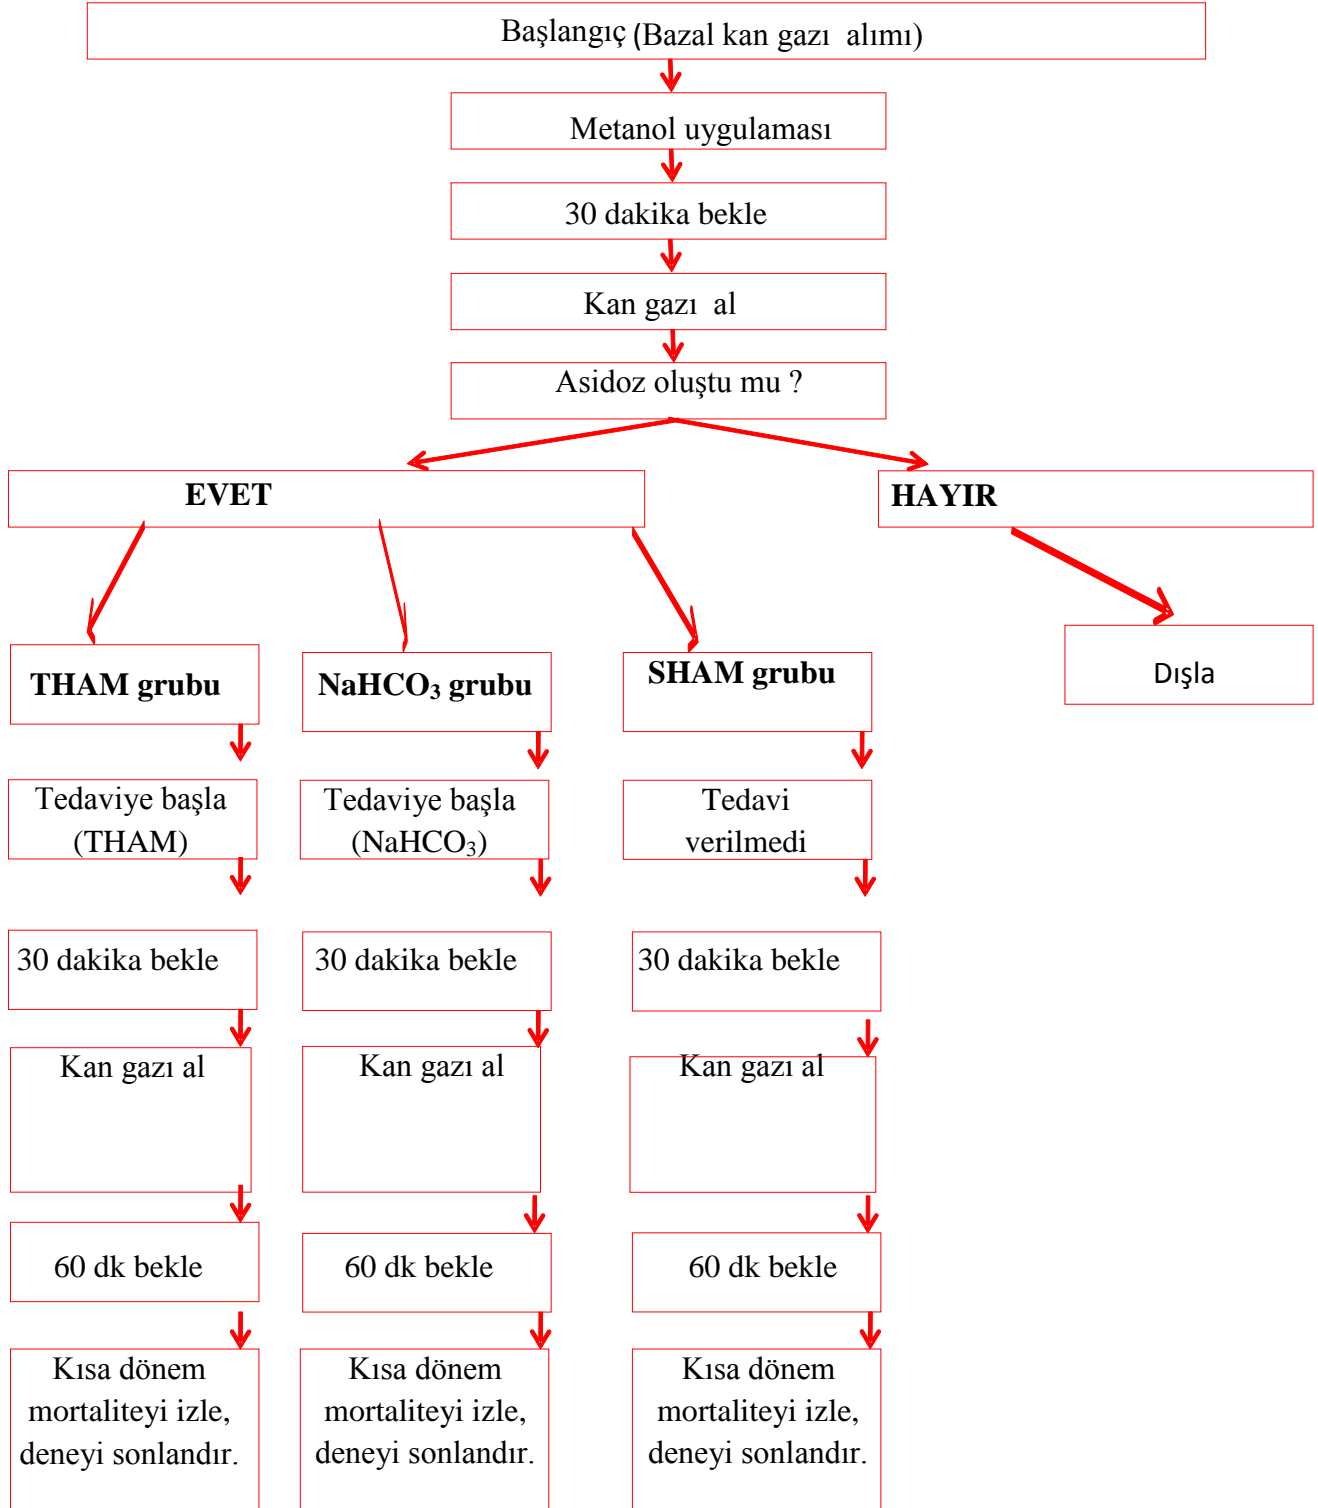 Başlangıç (Bazal kan gazı alımı)
Metanol uygulaması
30 dakika bekle
Kan gazı al
Asidoz oluştu mu ?
EVET
HAYIR
THAM grubu
NaHCO₃ grubu
SHAM grubu
Dışla
Tedaviye başla
(THAM)
Tedaviye başla
(NaHCO₃)
Tedavi
verilmedi
30 dakika bekle
30 dakika bekle
30 dakika bekle
Kan gazı al
Kan gazı al
Kan gazı al
60 dk bekle
60 dk bekle
60 dk bekle
Kısa dönem
mortaliteyi izle,
deneyi sonlandır.
Kısa dönem
mortaliteyi izle,
deneyi sonlandır.
Kısa dönem
mortaliteyi izle,
deneyi sonlandır.